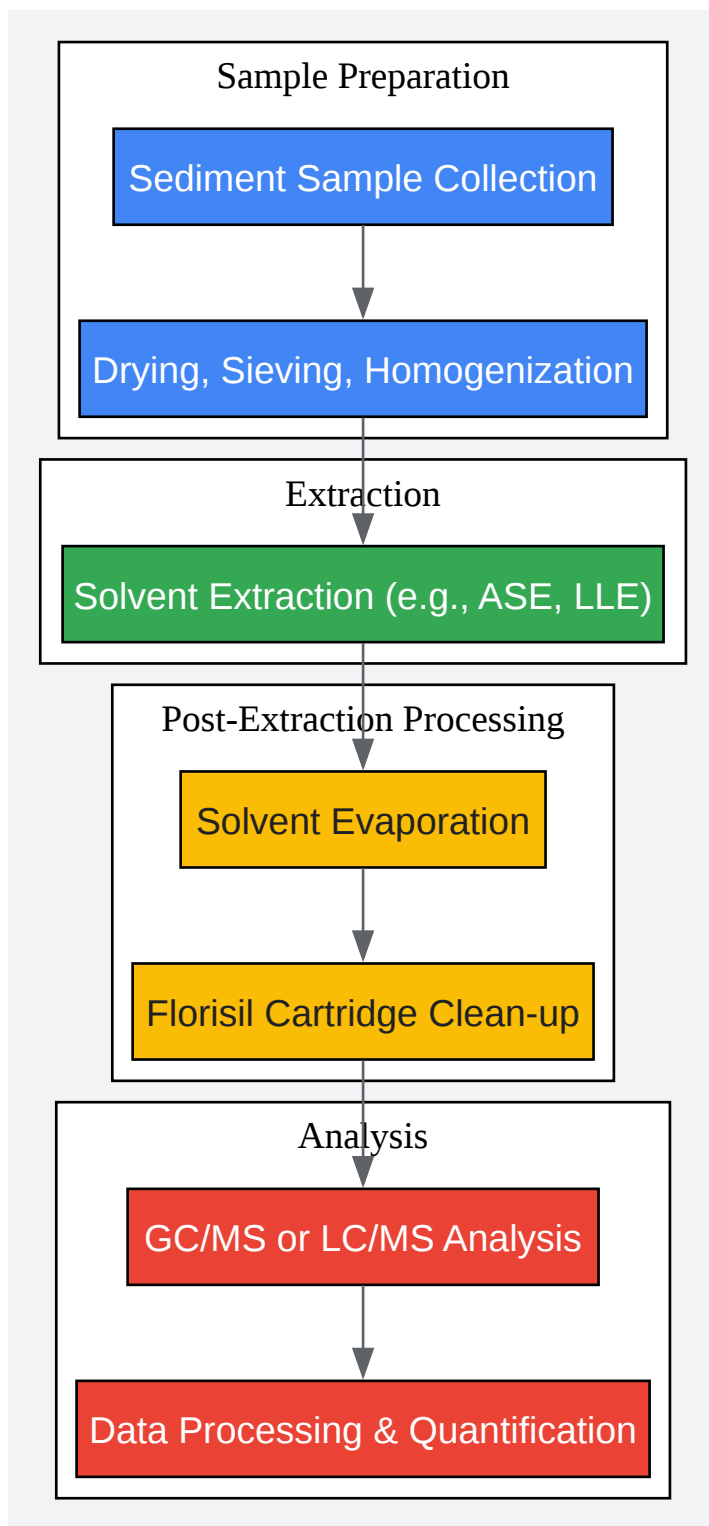 Sample Preparation
Sediment Sample Collection
Drying, Sieving, Homogenization
Extraction
Solvent Extraction (e.g., ASE, LLE)
Post-Extraction Processing
Solvent Evaporation
Florisil Cartridge Clean-up
Analysis
GC/MS or LC/MS Analysis
Data Processing & Quantification